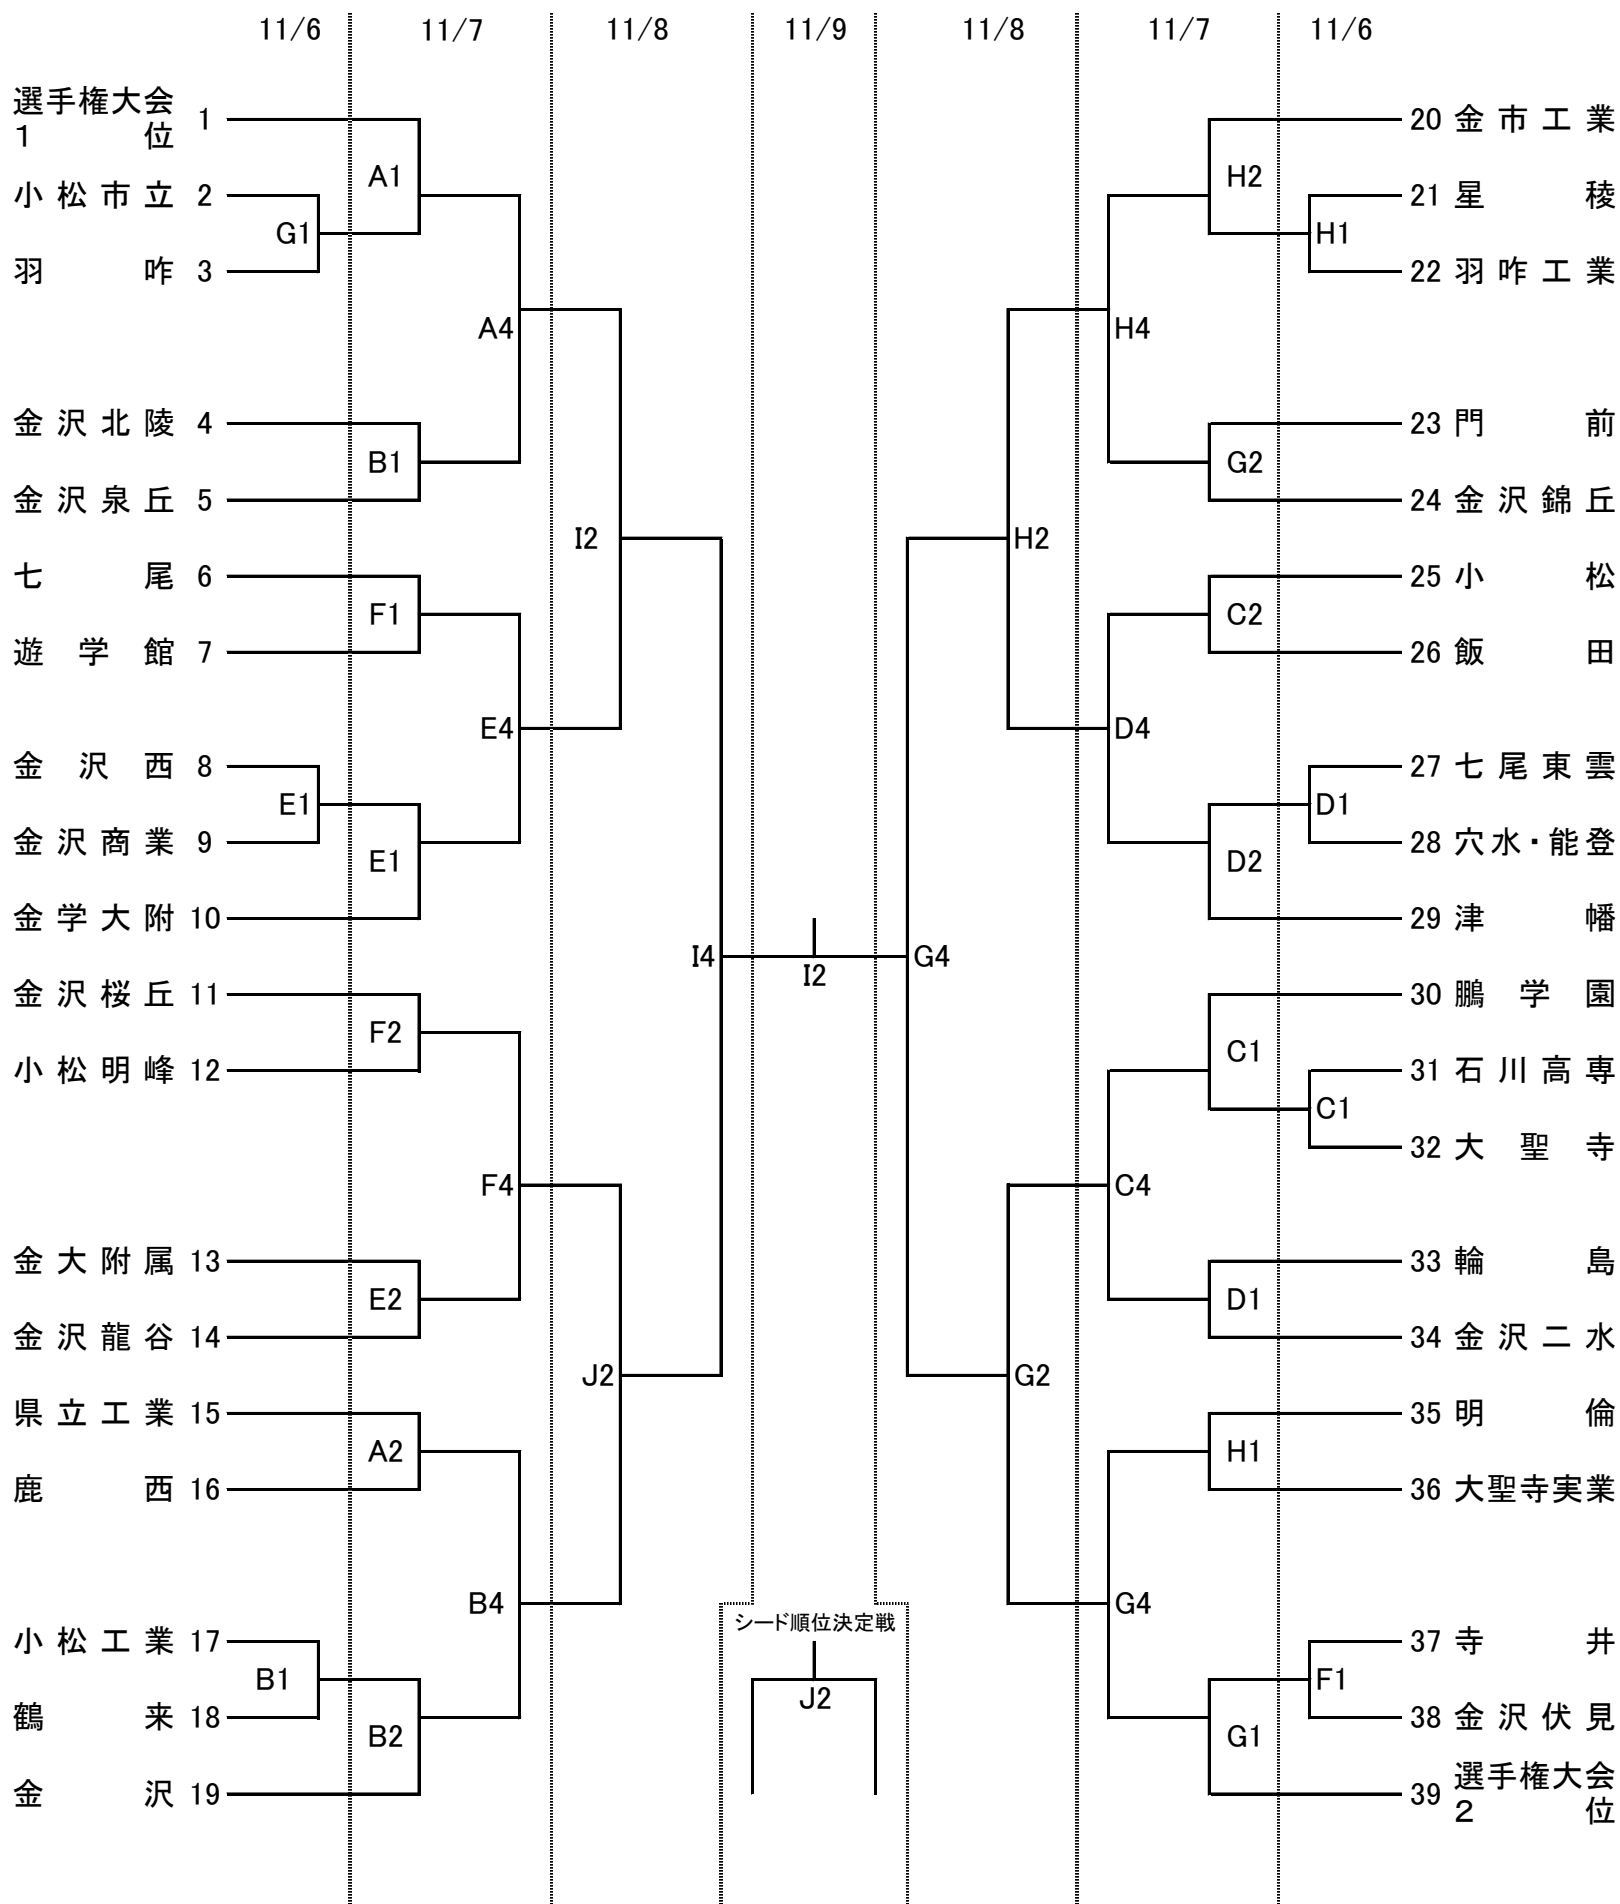 11/6 11/7 11/8 11/9 11/8 11/7 11/6
選手権大会
1 位 1
小松市立 2
羽咋 3
金沢北陵 4
金沢泉丘 5
七尾 6
遊学館 7
金沢西 8
金沢商業 9
金学大附 10
金沢桜丘 11
小松明峰 12
金大附属 13
金沢龍谷 14
県立工業 15
鹿西 16
小松工業 17
鶴来 18
金沢 19
G1
E1
B1
A1
B1
F1
E1
F2
E2
A2
B2
A4
E4
F4
B4
I2
J2
I4
I2
シード順位決定戦
J2
G4
H2
G2
H4
D4
C4
G4
H2
G2
C2
D2
C1
D1
H1
G1
H1
D1
C1
F1
20 金市工業
21 星稜
22 羽咋工業
23 門前
24 金沢錦丘
25 小松
26 飯田
27 七尾東雲
28 穴水・能登
29 津幡
30 鵬学園
31 石川高専
32 大聖寺
33 輪島
34 金沢二水
35 明倫
36 大聖寺実業
37 寺井
38 金沢伏見
39 選手権大会
2 位